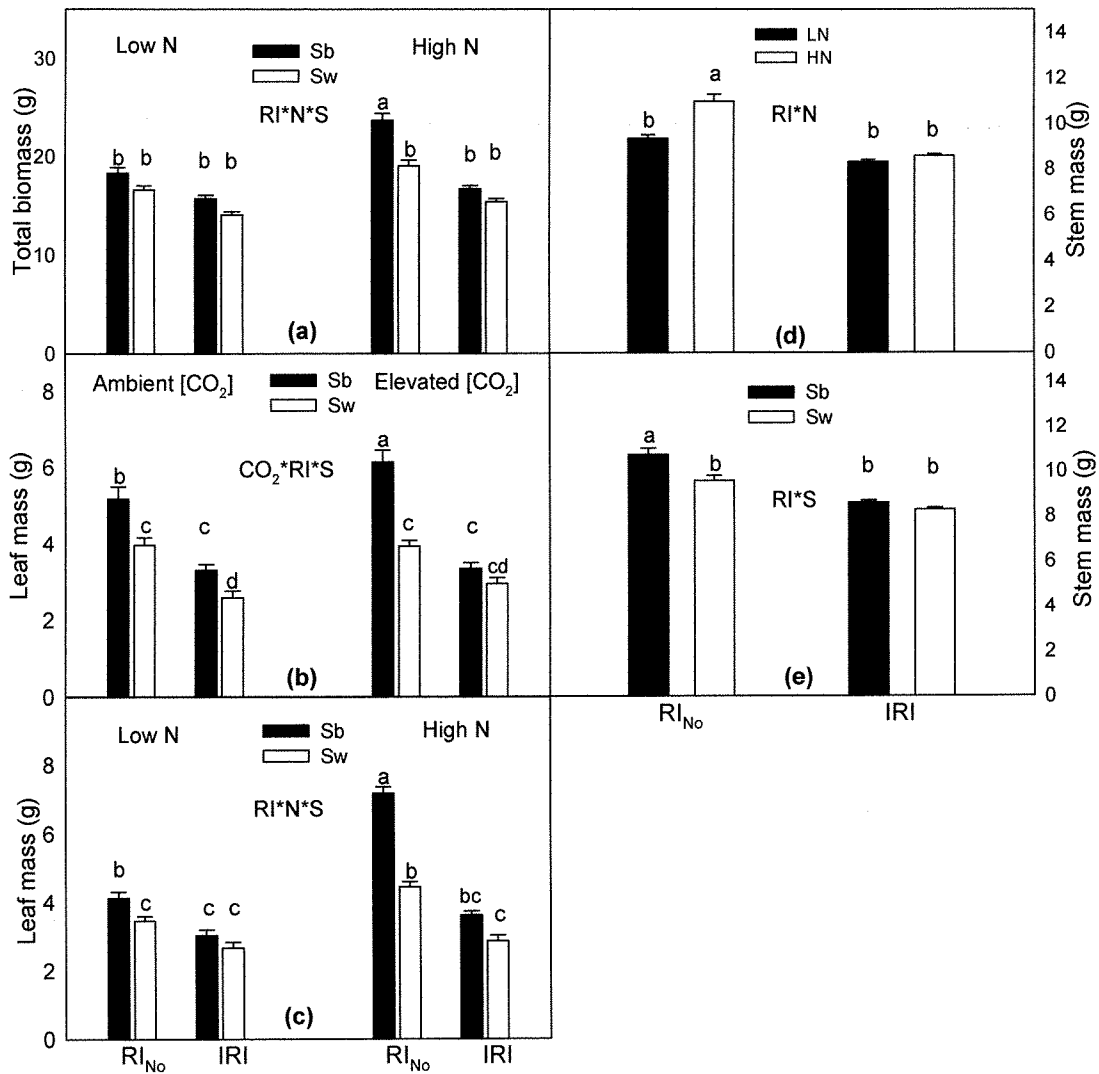 Low N
High N
Sb
Sw
RI*N*S
a
b
b
b
b
b
b
b
30
20
10
0
Total biomass (g)
(a)
LN
HN
RI*N
a
b
b
b
14
12
10
8
6
4
2
0
Stem mass (g)
(d)
Ambient [CO2]
Elevated [CO2]
Sb
Sw
CO2*RI*S
b
c
c
d
a
c
c
cd
8
6
4
2
0
Leaf mass (g)
(b)
Sb
Sw
RI*S
a
b
b
b
14
12
10
8
6
4
2
0
Stem mass (g)
(e)
RINo
IRI
Low N
High N
Sb
Sw
RI*N*S
b
c
c
c
a
b
bc
c
8
6
4
2
0
Leaf mass (g)
(c)
RINo
IRI
RINo
IRI